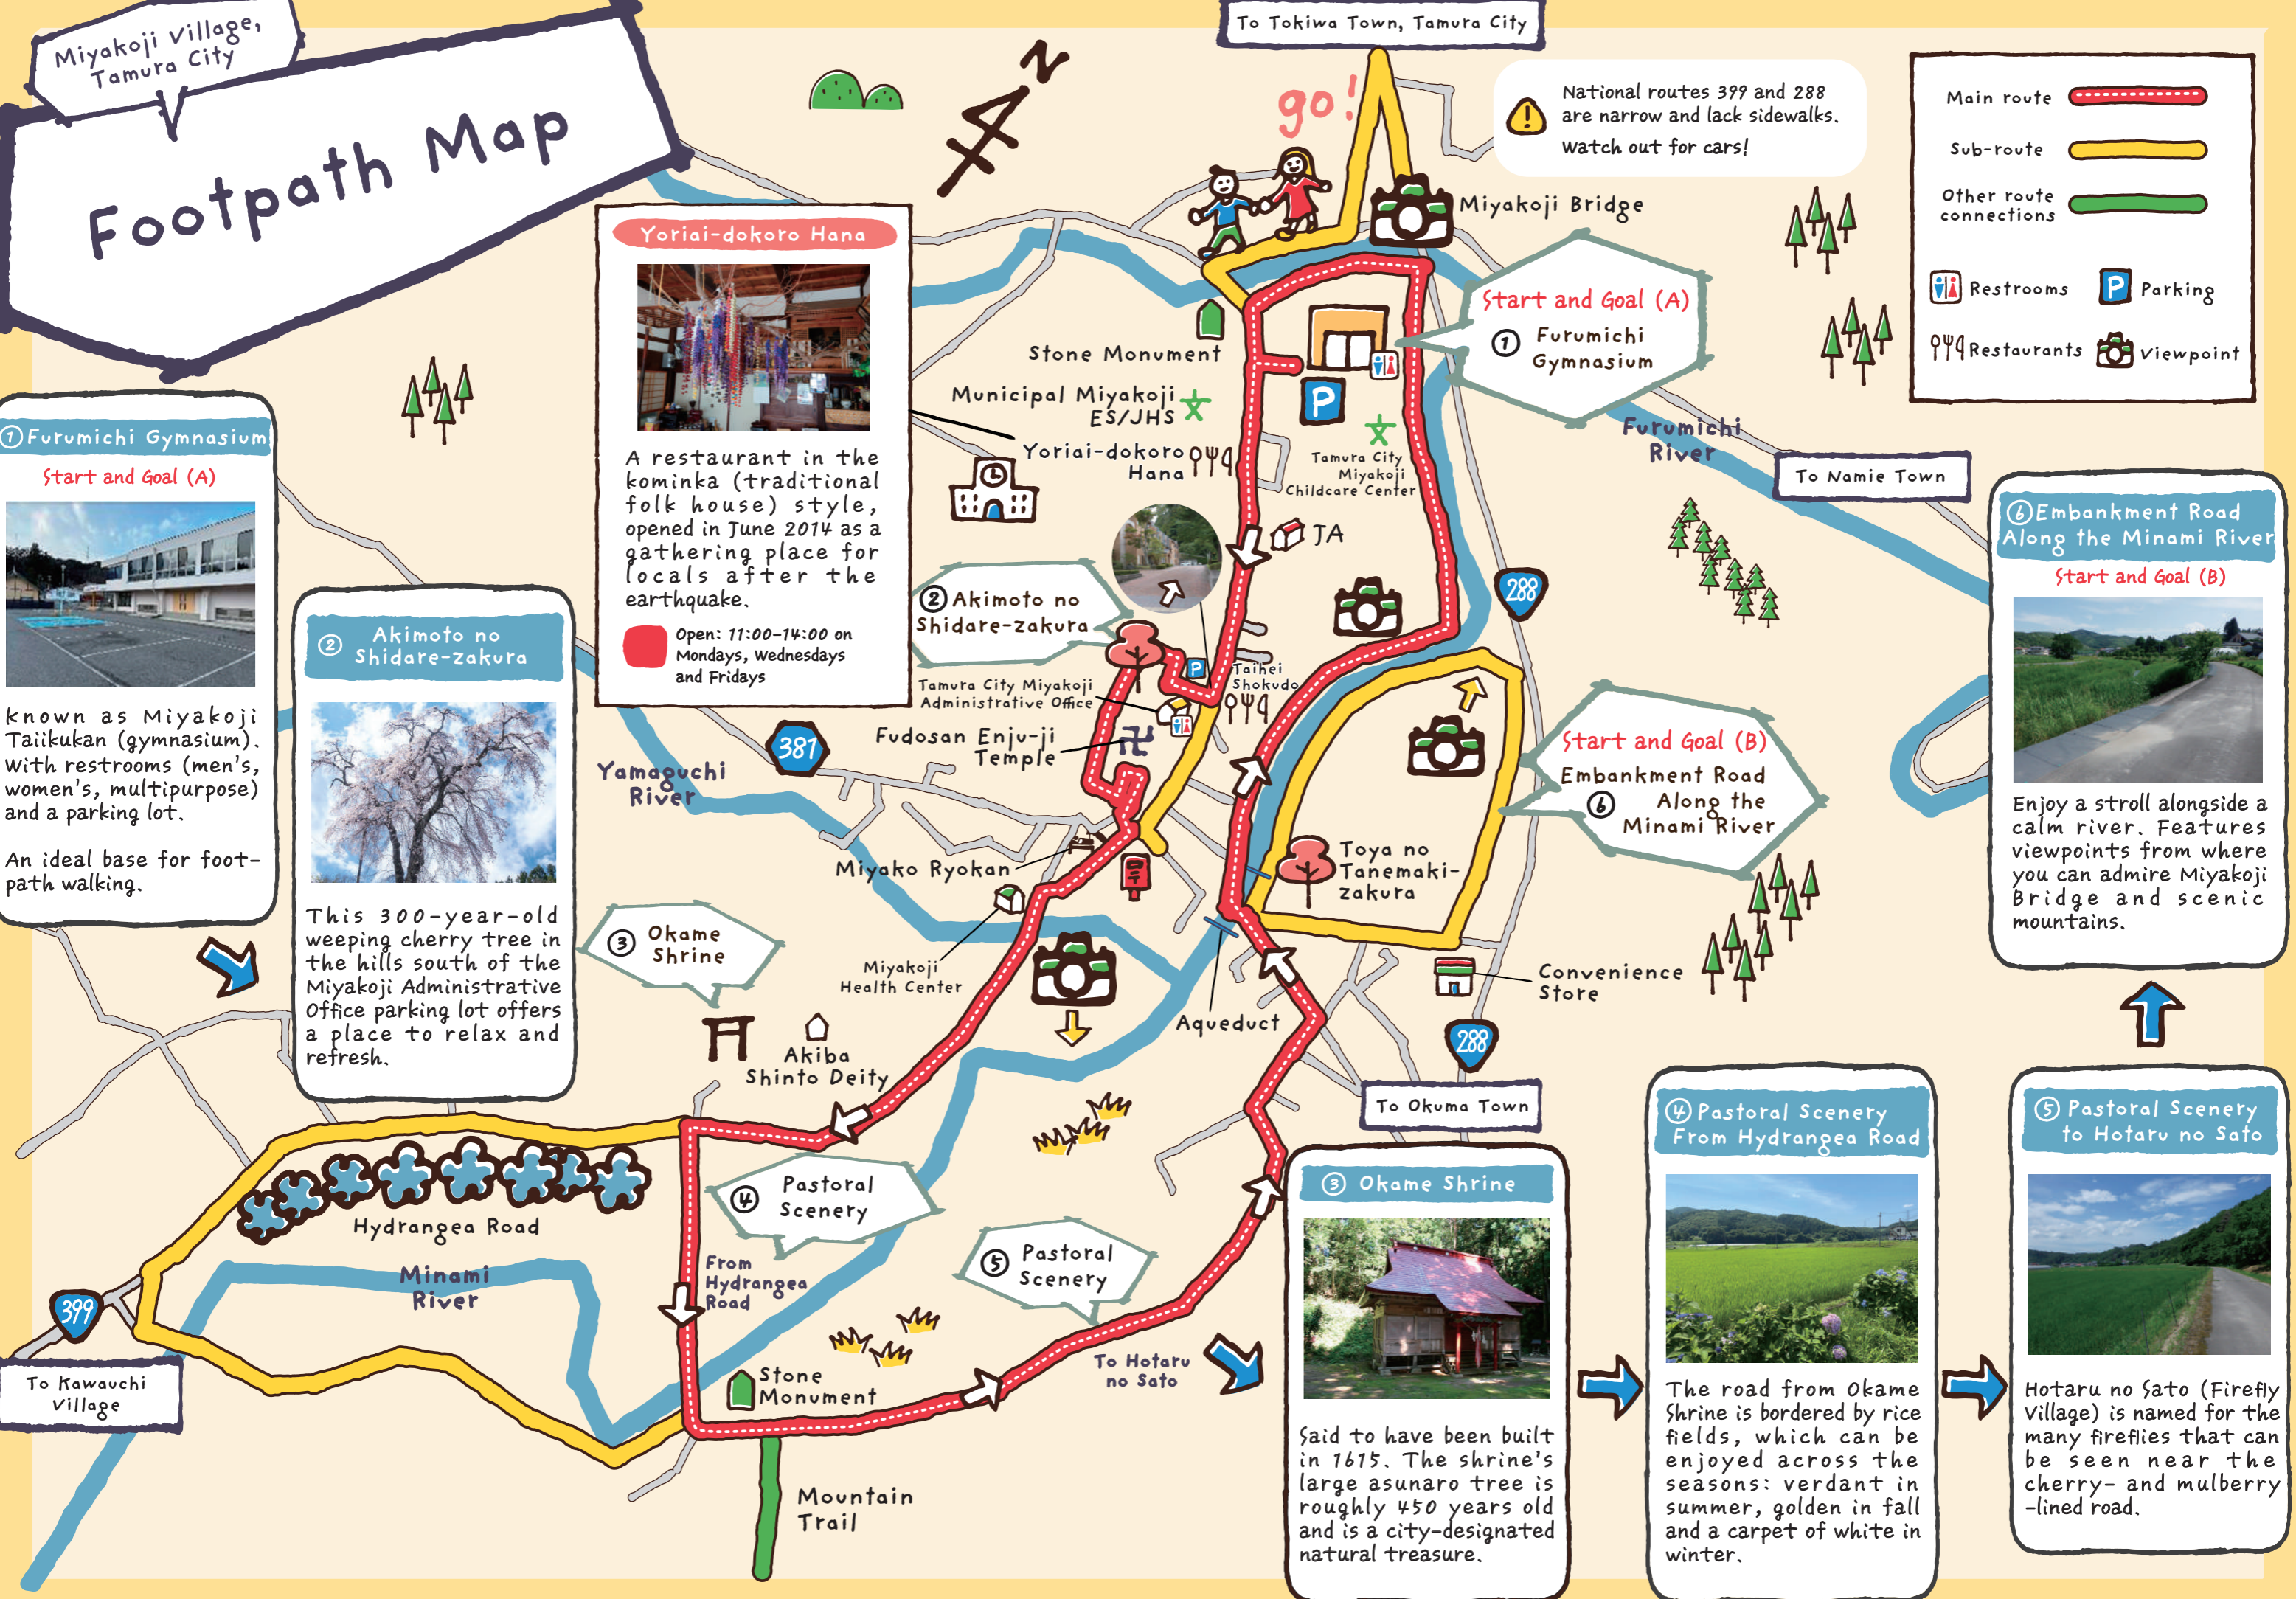 Miyakoji Village,
Tamura City
Footpath Map
To Tokiwa Town, Tamura City
go!
National routes 399 and 288
are narrow and lack sidewalks.
Watch out for cars!
Main route
Sub-route
Other route
connections
Restrooms
P
Parking
Restaurants
Viewpoint
N
Miyakoji Bridge
Start and Goal (A)
① Furumichi
Gymnasium
Stone Monument
Municipal Miyakoji
ES/JHS
Yoriai-dokoro
Hana
P
Tamura City
Miyakoji
Childcare Center
JA
Furumichi
River
To Namie Town
288
Yoriai-dokoro Hana
A restaurant in the
kominka (traditional
folk house) style,
opened in June 2014 as a
gathering place for
locals after the
earthquake.
Open: 11:00-14:00 on
Mondays, Wednesdays
and Fridays
① Furumichi Gymnasium
Start and Goal (A)
Known as Miyakoji
Taiikukan (gymnasium).
With restrooms (men's,
women's, multipurpose)
and a parking lot.
An ideal base for foot-
path walking.
② Akimoto no
Shidare-zakura
This 300-year-old
weeping cherry tree in
the hills south of the
Miyakoji Administrative
Office parking lot offers
a place to relax and
refresh.
② Akimoto no
Shidare-zakura
P
Taihei
Shokudo
Tamura City Miyakoji
Administrative Office
Fudosan Enju-ji
Temple
卍
381
Yamaguchi
River
Miyako Ryokan
Miyakoji
Health Center
③ Okame
Shrine
Akiba
Shinto Deity
Start and Goal (B)
Embankment Road
⑥ Along the
Minami River
Toya no
Tanemaki-
zakura
Convenience
Store
Aqueduct
288
To Okuma Town
Hydrangea Road
④ Pastoral
Scenery
From
Hydrangea
Road
⑤ Pastoral
Scenery
Minami
River
399
To Kawauchi
Village
Stone
Monument
To Hotaru
no Sato
Mountain
Trail
③ Okame Shrine
Said to have been built
in 1615. The shrine's
large asunaro tree is
roughly 450 years old
and is a city-designated
natural treasure.
④ Pastoral Scenery
From Hydrangea Road
The road from Okame
Shrine is bordered by rice
fields, which can be
enjoyed across the
seasons: verdant in
summer, golden in fall
and a carpet of white in
winter.
⑤ Pastoral Scenery
to Hotaru no Sato
Hotaru no Sato (Firefly
Village) is named for the
many fireflies that can
be seen near the
cherry- and mulberry
-lined road.
⑥ Embankment Road
Along the Minami River
Start and Goal (B)
Enjoy a stroll alongside a
calm river. Features
viewpoints from where
you can admire Miyakoji
Bridge and scenic
mountains.